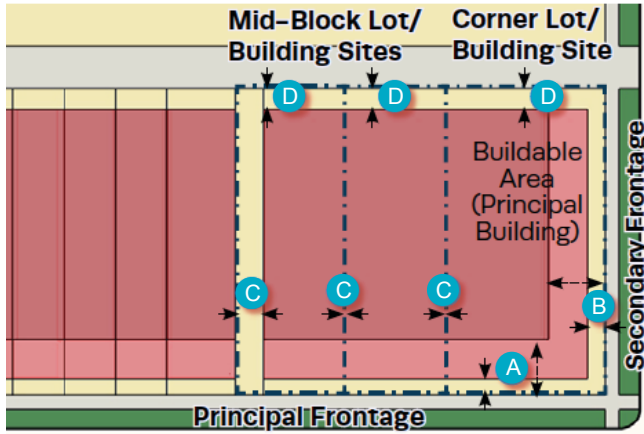 Mid-Block Lot/
Building Sites
Corner Lot/
Building Site
D
D
D
Buildable
Area
(Principal
Building)
C
C
C
B
A
Secondary Frontage
Principal Frontage